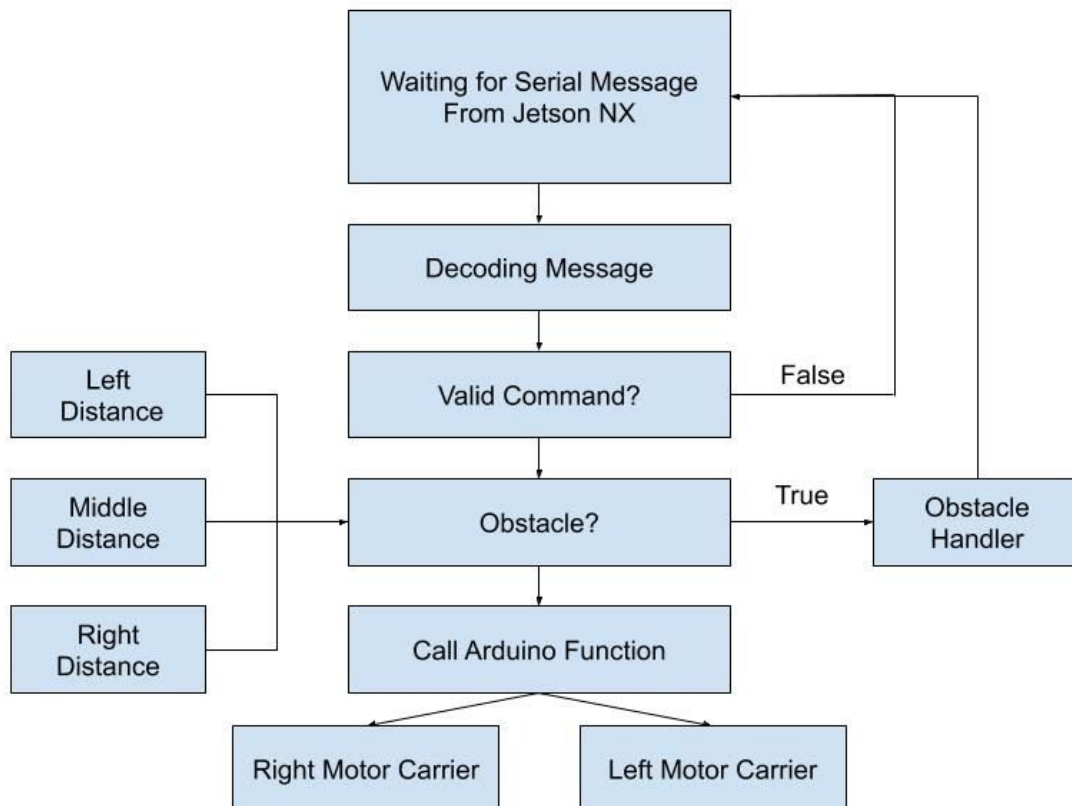 Waiting for Serial Message
From Jetson NX
Decoding Message
Left
Distance
Valid Command?
False
Middle
Distance
Obstacle?
True
Obstacle
Handler
Right
Distance
Call Arduino Function
Right Motor Carrier
Left Motor Carrier